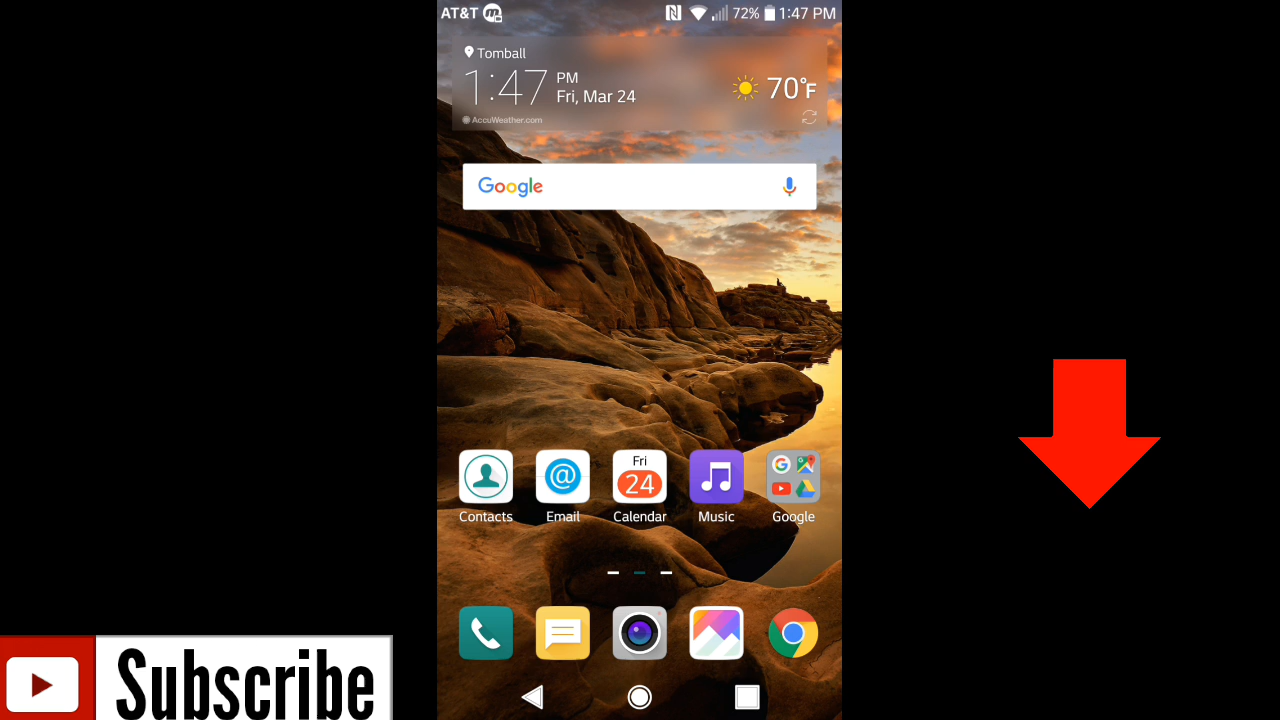 AT&T 72% 1:47 PM
Tomball
1:47 PM
Fri, Mar 24
70°F
AccuWeather.com
Google
Fri
24
Contacts Email Calendar Music Google
Subscribe